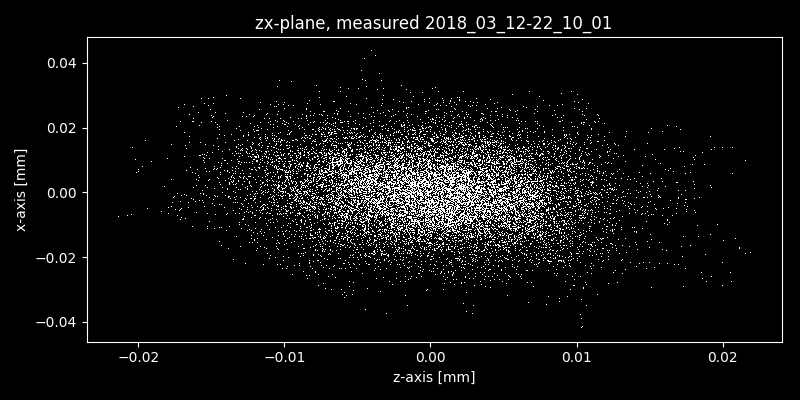 zx-plane, measured 2018_03_12-22_10_01
0.04
0.02
0.00
−0.02
−0.04
x-axis [mm]
−0.02 −0.01 0.00 0.01 0.02
z-axis [mm]